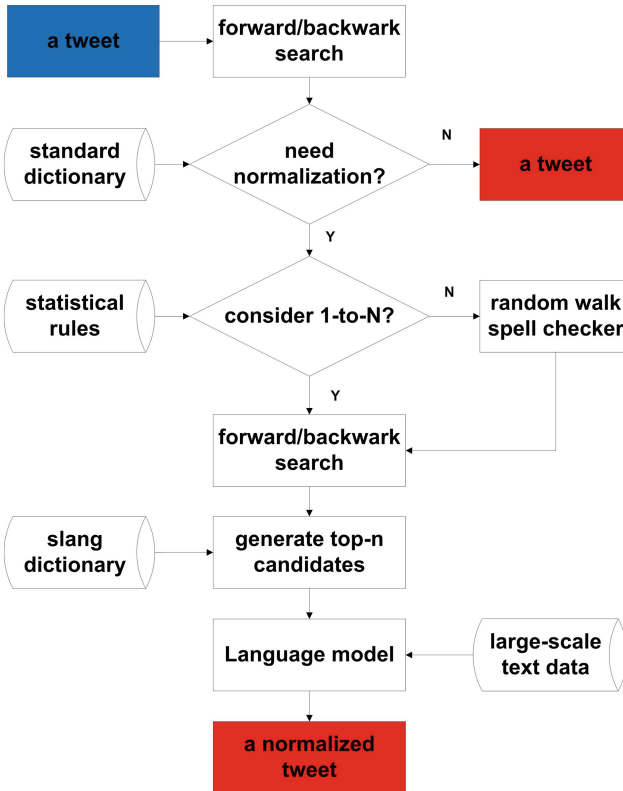 a tweet
forward/backwark
search
standard
dictionary
need
normalization?
N
a tweet
Y
statistical
rules
consider 1-to-N?
N
random walk
spell checker
Y
forward/backwark
search
slang
dictionary
generate top-n
candidates
Language model
large-scale
text data
a normalized
tweet